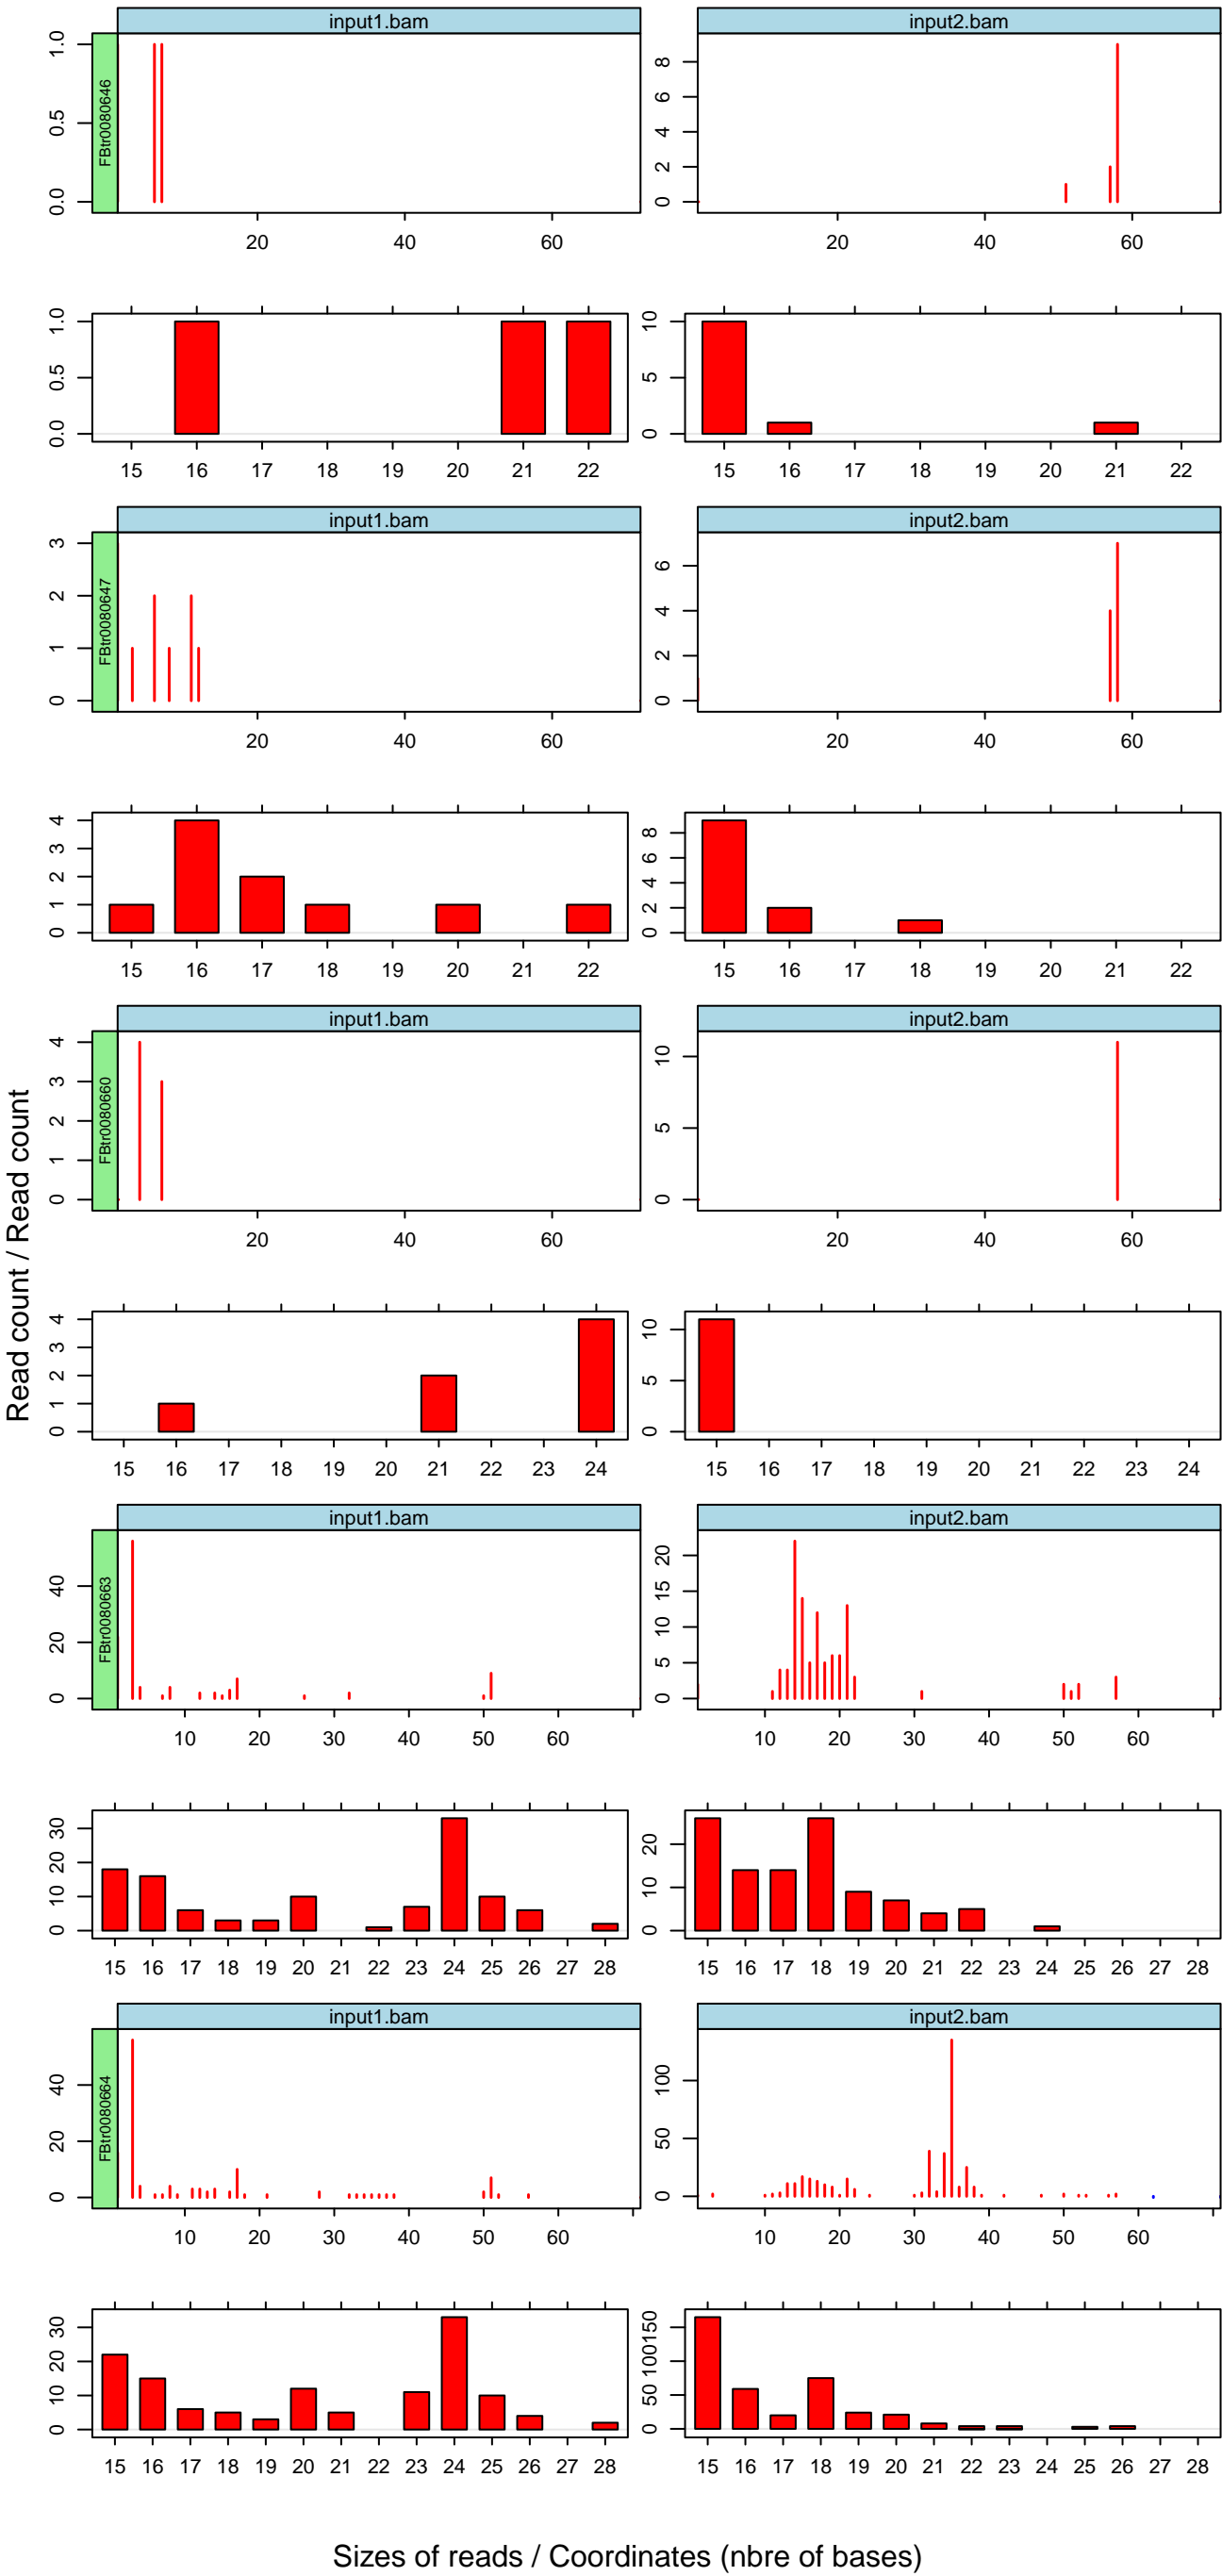 input1.bam input2.bam
FBtr0080646
0.0 0.5 1.0
0 2 4 6 8
20 40 60 20 40 60
0.0 0.5 1.0
0 5 10
15 16 17 18 19 20 21 22 15 16 17 18 19 20 21 22
input1.bam input2.bam
FBtr0080647
0 1 2 3
0 2 4 6
20 40 60 20 40 60
0 1 2 3 4
0 2 4 6 8
15 16 17 18 19 20 21 22 15 16 17 18 19 20 21 22
input1.bam input2.bam
FBtr0080660
0 1 2 3 4
0 5 10
20 40 60 20 40 60
0 1 2 3 4
0 5 10
15 16 17 18 19 20 21 22 23 24 15 16 17 18 19 20 21 22 23 24
input1.bam input2.bam
FBtr0080663
0 20 40
0 5 10 15 20
10 20 30 40 50 60 10 20 30 40 50 60
0 10 20 30
0 10 20
15 16 17 18 19 20 21 22 23 24 25 26 27 28 15 16 17 18 19 20 21 22 23 24 25 26 27 28
input1.bam input2.bam
FBtr0080664
0 20 40
0 50 100
10 20 30 40 50 60 10 20 30 40 50 60
0 10 20 30
0 50 100 150
15 16 17 18 19 20 21 22 23 24 25 26 27 28 15 16 17 18 19 20 21 22 23 24 25 26 27 28
Read count / Read count
Sizes of reads / Coordinates (nbre of bases)